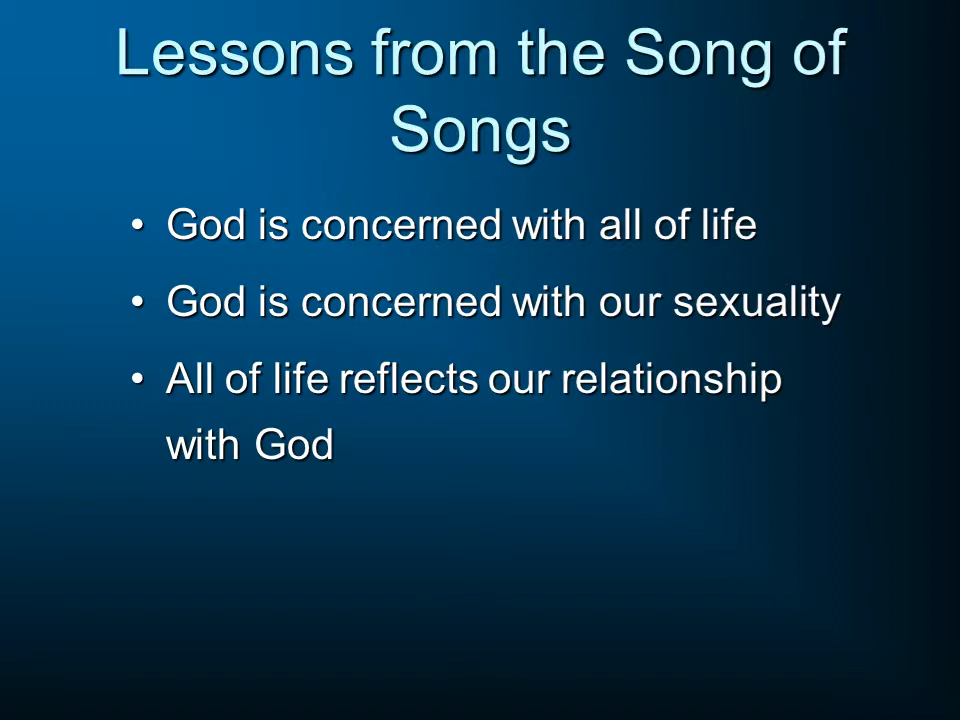 Lessons from the Song of
Songs
• God is concerned with all of life
• God is concerned with our sexuality
• All of life reflects our relationship
with God